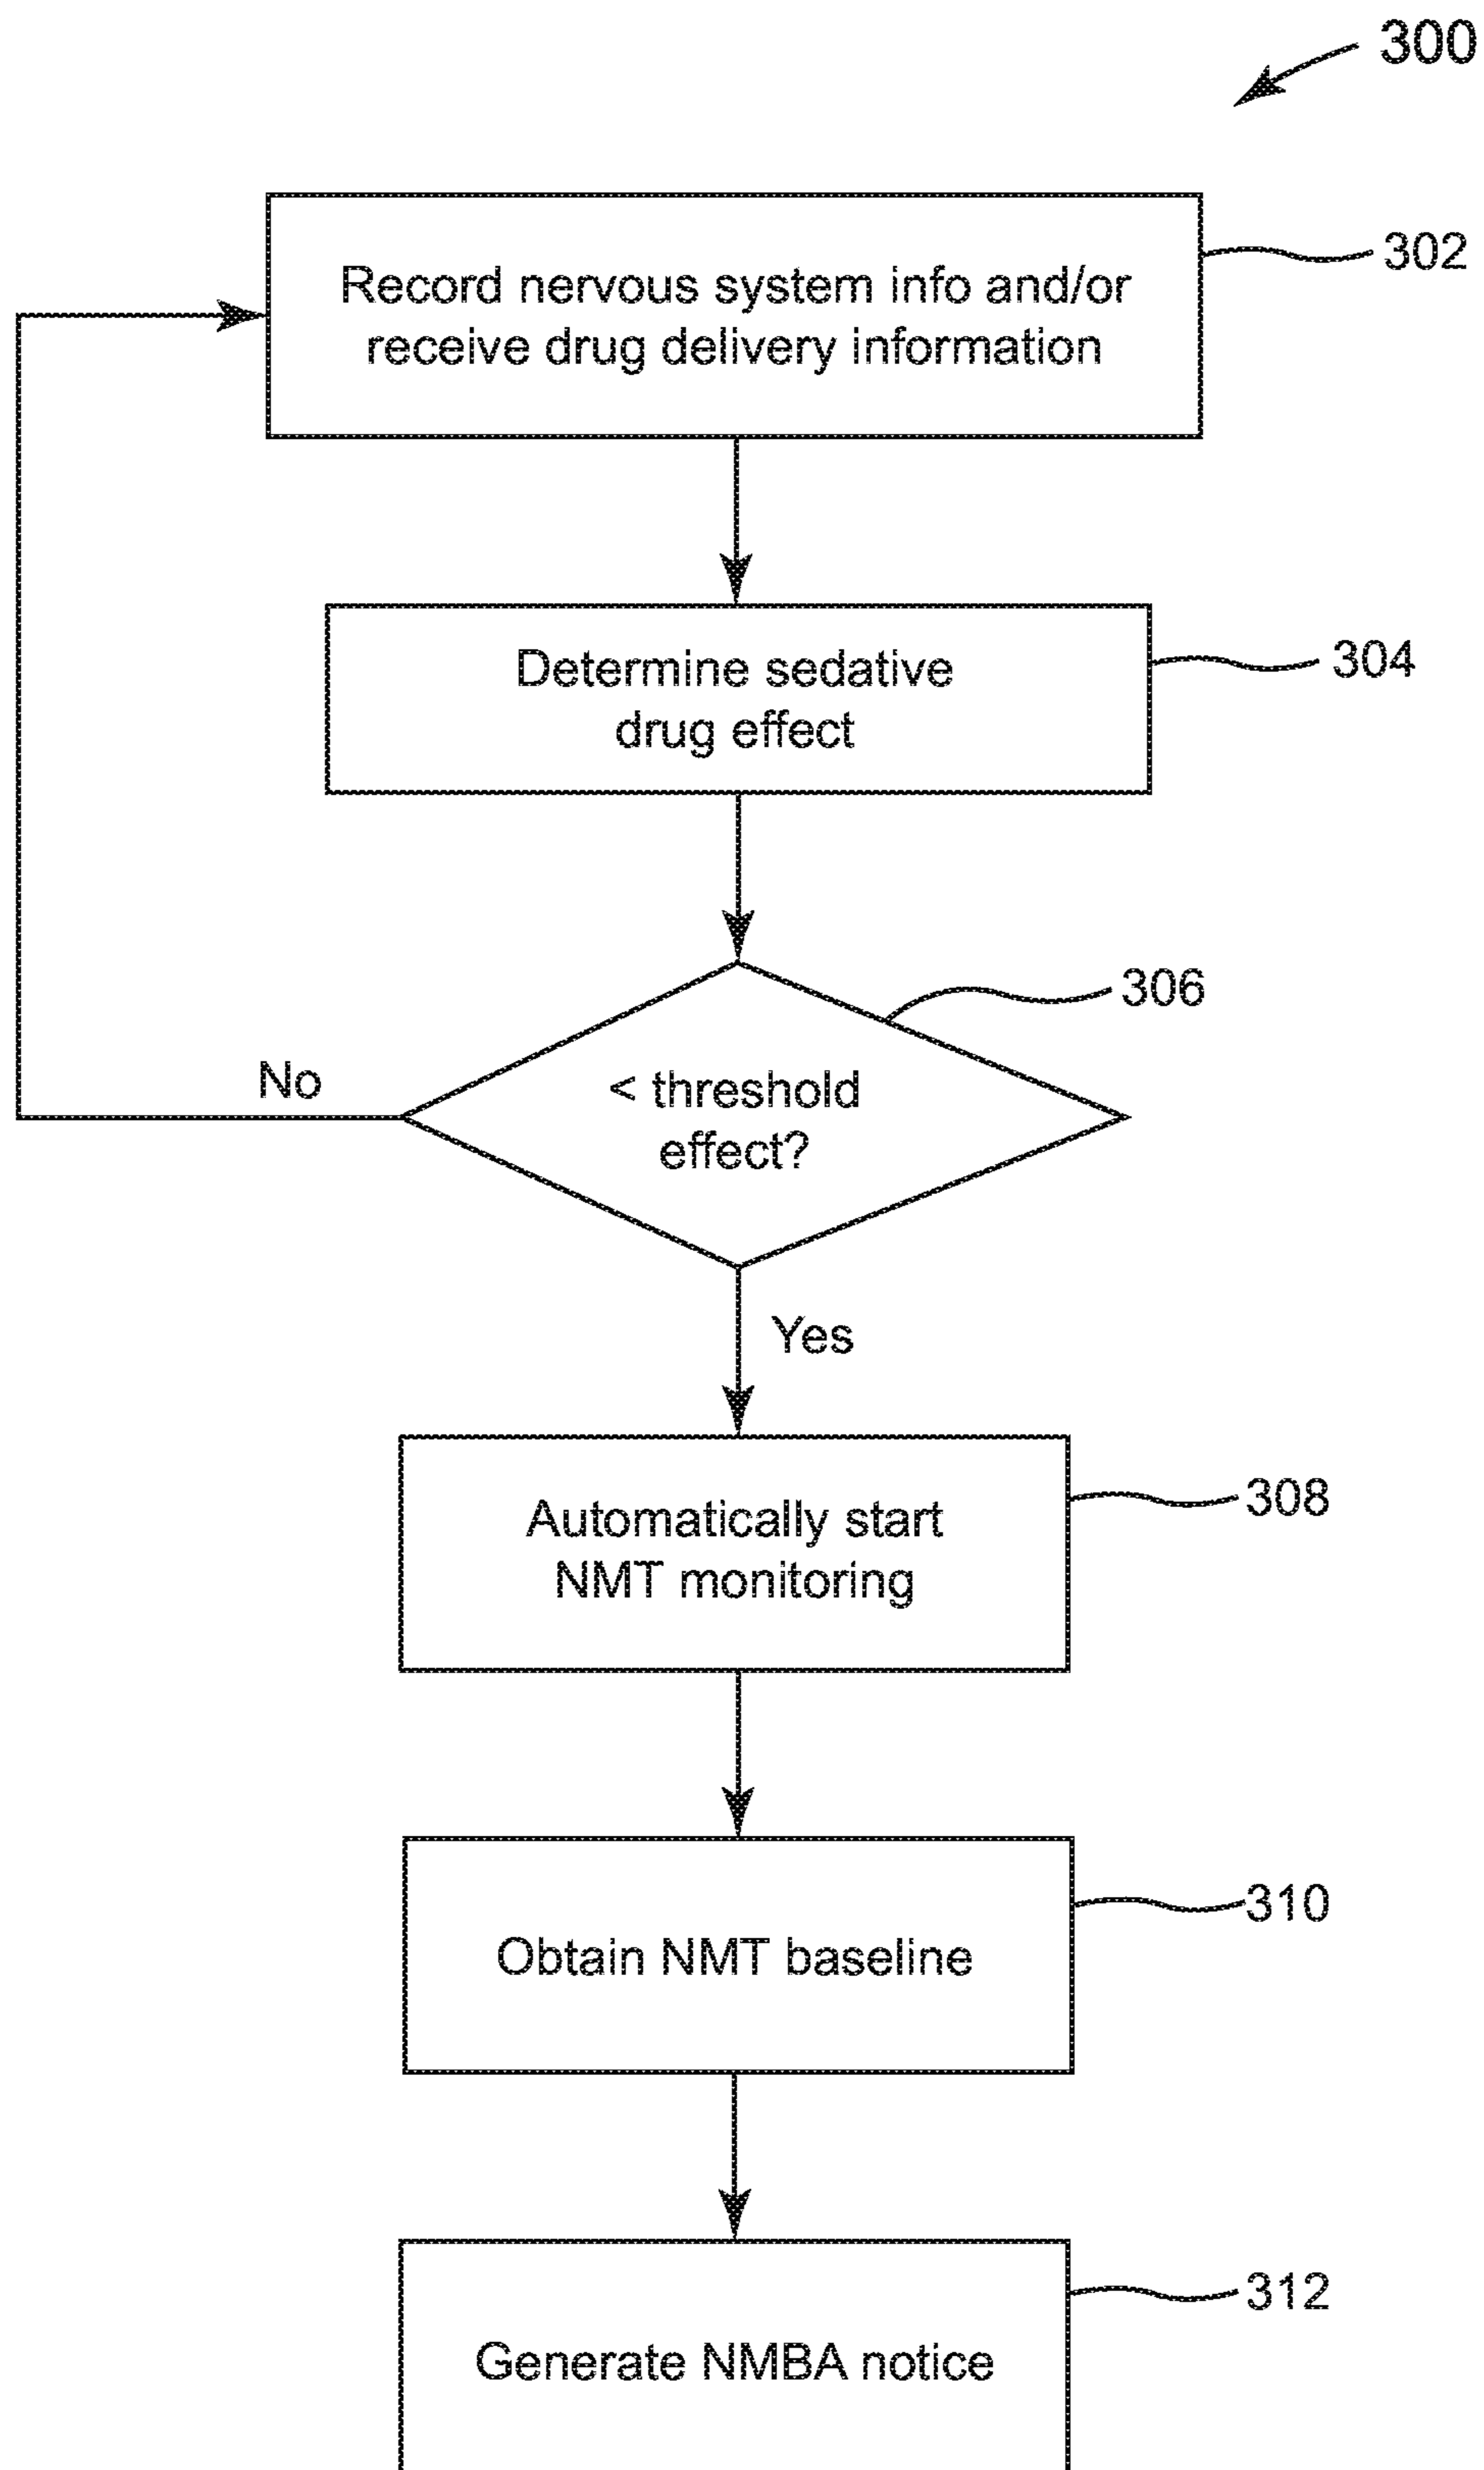 300
Record nervous system info and/or
receive drug delivery information
302
Determine sedative
drug effect
304
< threshold
effect?
306
No
Yes
Automatically start
NMT monitoring
308
Obtain NMT baseline
310
Generate NMBA notice
312